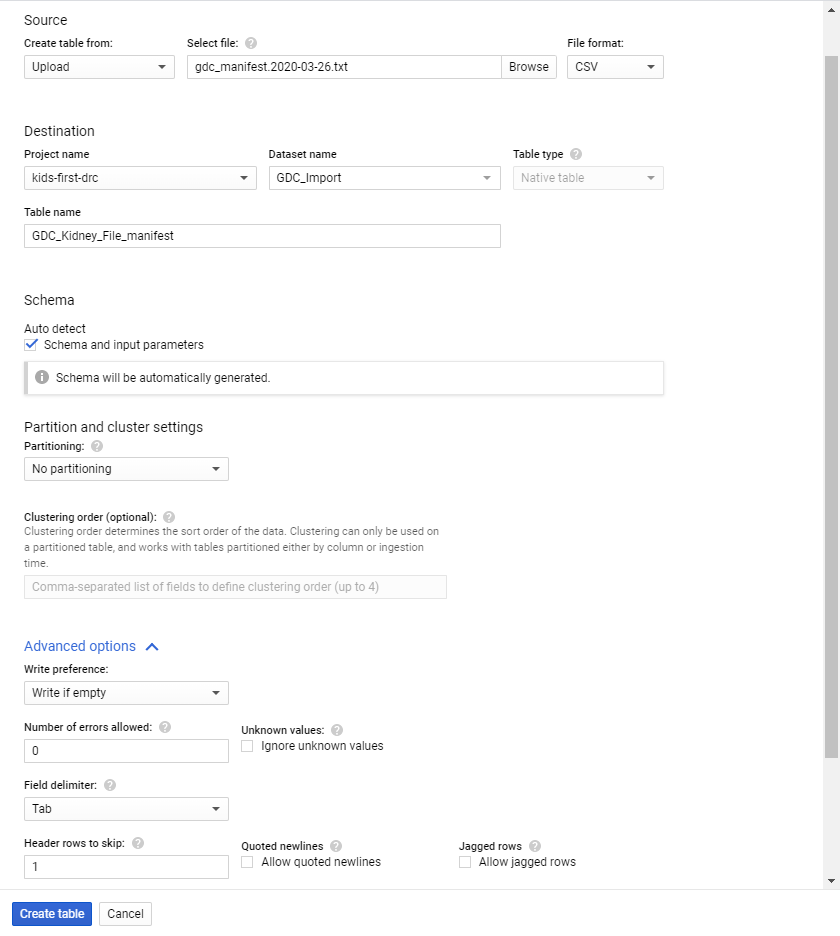 Source
Create table from: Select file: ? File format:
Upload gdc_manifest.2020-03-26.txt Browse CSV
Destination
Project name Dataset name Table type ?
kids-first-drc GDC_Import Native table
Table name
GDC_Kidney_File_manifest
Schema
Auto detect
Schema and input parameters
i Schema will be automatically generated.
Partition and cluster settings
Partitioning: ?
No partitioning
Clustering order (optional): ?
Clustering order determines the sort order of the data. Clustering can only be used on
a partitioned table, and works with tables partitioned either by column or ingestion
time.
Comma-separated list of fields to define clustering order (up to 4)
Advanced options
Write preference:
Write if empty
Number of errors allowed: ? Unknown values: ?
0 Ignore unknown values
Field delimiter: ?
Tab
Header rows to skip: ? Quoted newlines ? Jagged rows ?
1 Allow quoted newlines Allow jagged rows
Create table Cancel